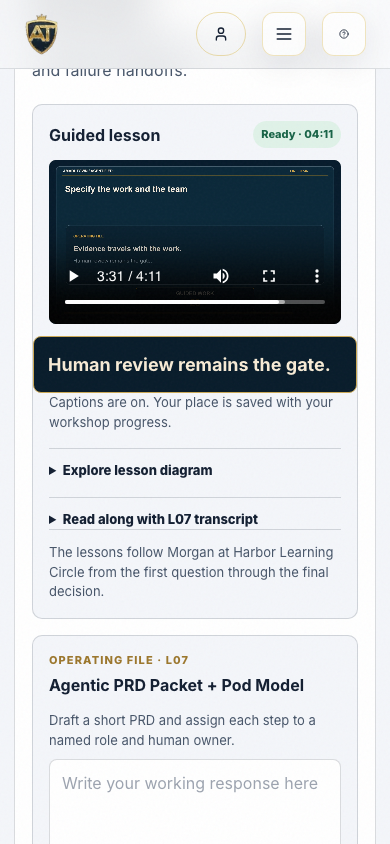 AT
and failure handoffs.
Guided lesson
Ready · 04:11
Specify the work and the team
Evidence travels with the work.
3:31 / 4:11
Human review remains the gate.
Captions are on. Your place is saved with your
workshop progress.
Explore lesson diagram
Read along with L07 transcript
The lessons follow Morgan at Harbor Learning
Circle from the first question through the final
decision.
OPERATING FILE · L07
Agentic PRD Packet + Pod Model
Draft a short PRD and assign each step to a
named role and human owner.
Write your working response here